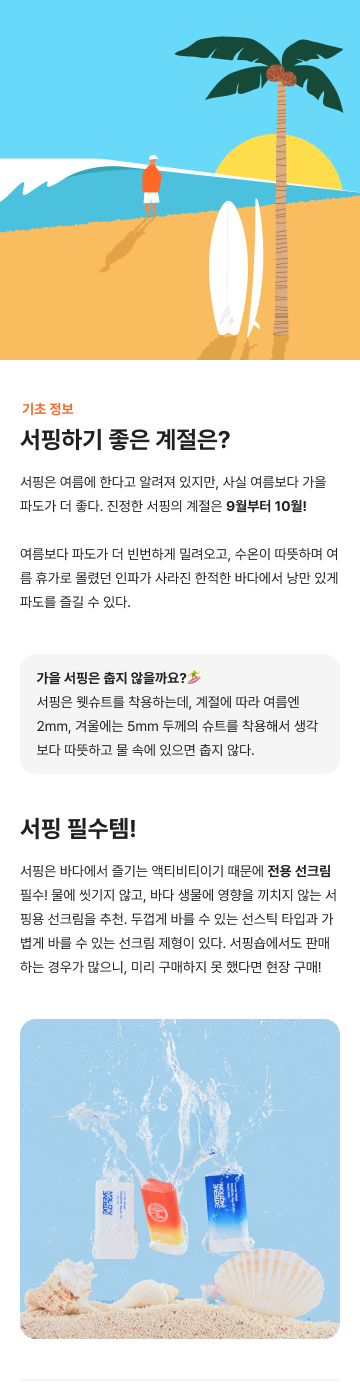 기초 정보
서핑하기 좋은 계절은?
서핑은 여름에 한다고 알려져 있지만, 사실 여름보다 가을
파도가 더 좋다. 진정한 서핑의 계절은 9월부터 10월!
여름보다 파도가 더 빈번하게 밀려오고, 수온이 따뜻하며 여
름 휴가로 몰렸던 인파가 사라진 한적한 바다에서 낭만 있게
파도를 즐길 수 있다.
가을 서핑은 춥지 않을까요?🏄
서핑은 웻슈트를 착용하는데, 계절에 따라 여름엔
2mm, 겨울에는 5mm 두께의 슈트를 착용해서 생각
보다 따뜻하고 물 속에 있으면 춥지 않다.
서핑 필수템!
서핑은 바다에서 즐기는 액티비티이기 때문에 전용 선크림
필수! 물에 씻기지 않고, 바다 생물에 영향을 끼치지 않는 서
핑용 선크림을 추천. 두껍게 바를 수 있는 선스틱 타입과 가
볍게 바를 수 있는 선크림 제형이 있다. 서핑숍에서도 판매
하는 경우가 많으니, 미리 구매하지 못 했다면 현장 구매!